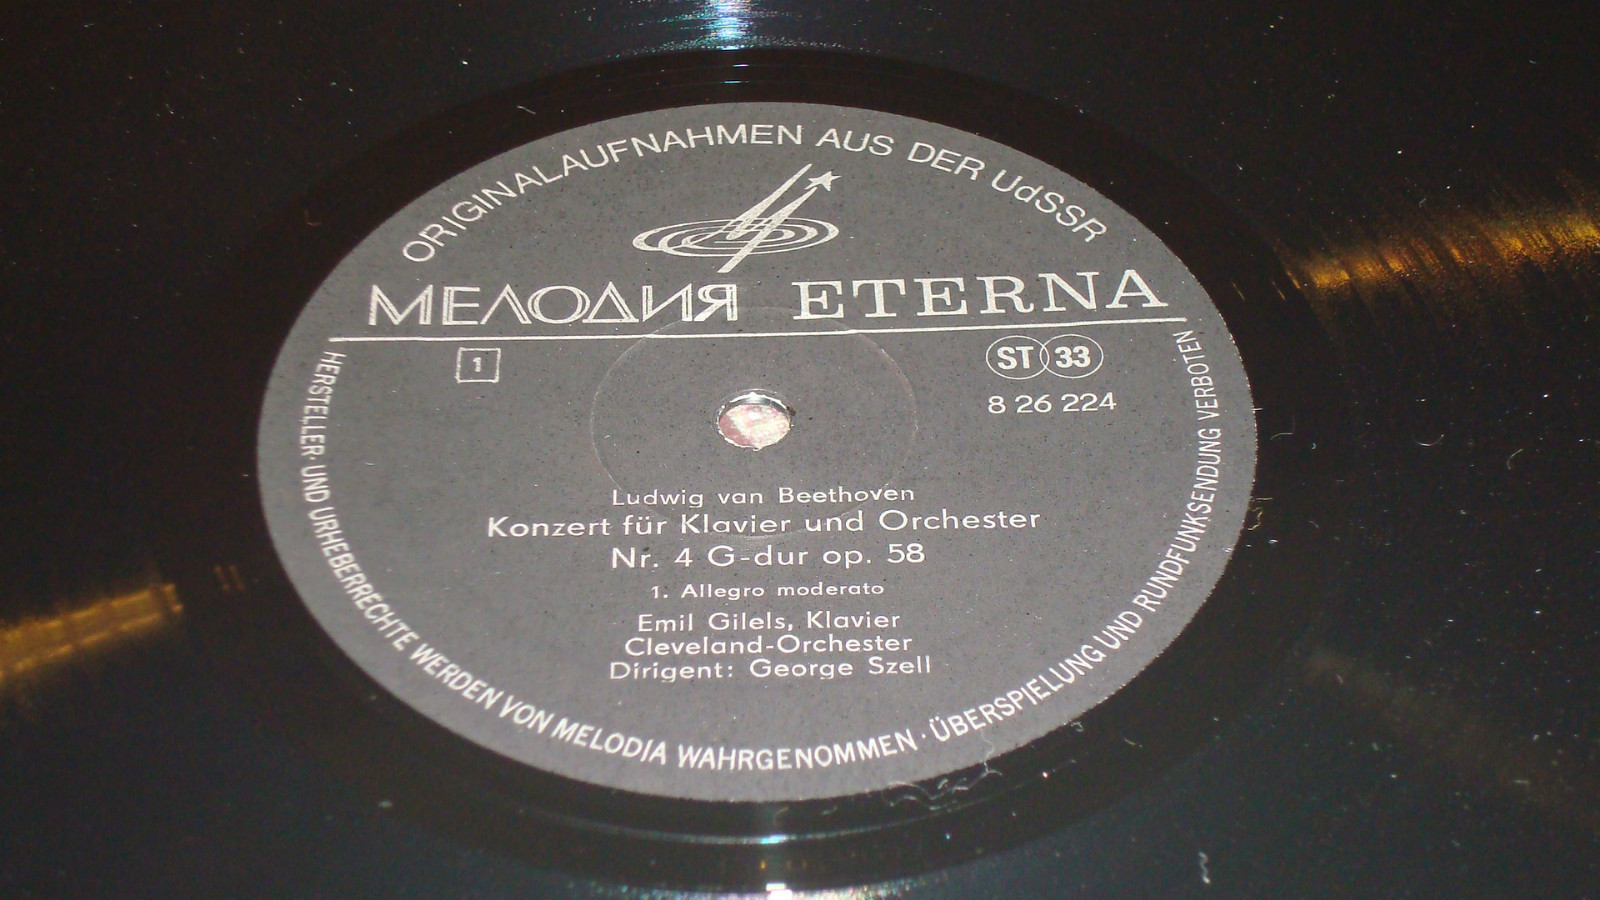 ORIGINALAUFNAHMEN AUS DER UdSSR
МЕЛОДИЯ ETERNA
1
ST 33
8 26 224
Ludwig van Beethoven
Konzert für Klavier und Orchester
Nr. 4 G-dur op. 58
1. Allegro moderato
Emil Gilels, Klavier
Cleveland-Orchester
Dirigent: George Szell
HERSTELLER- UND URHEBERRECHTE WERDEN VON MELODIA WAHRGENOMMEN · ÜBERSPIELUNG UND RUNDFUNKSENDUNG VERBOTEN